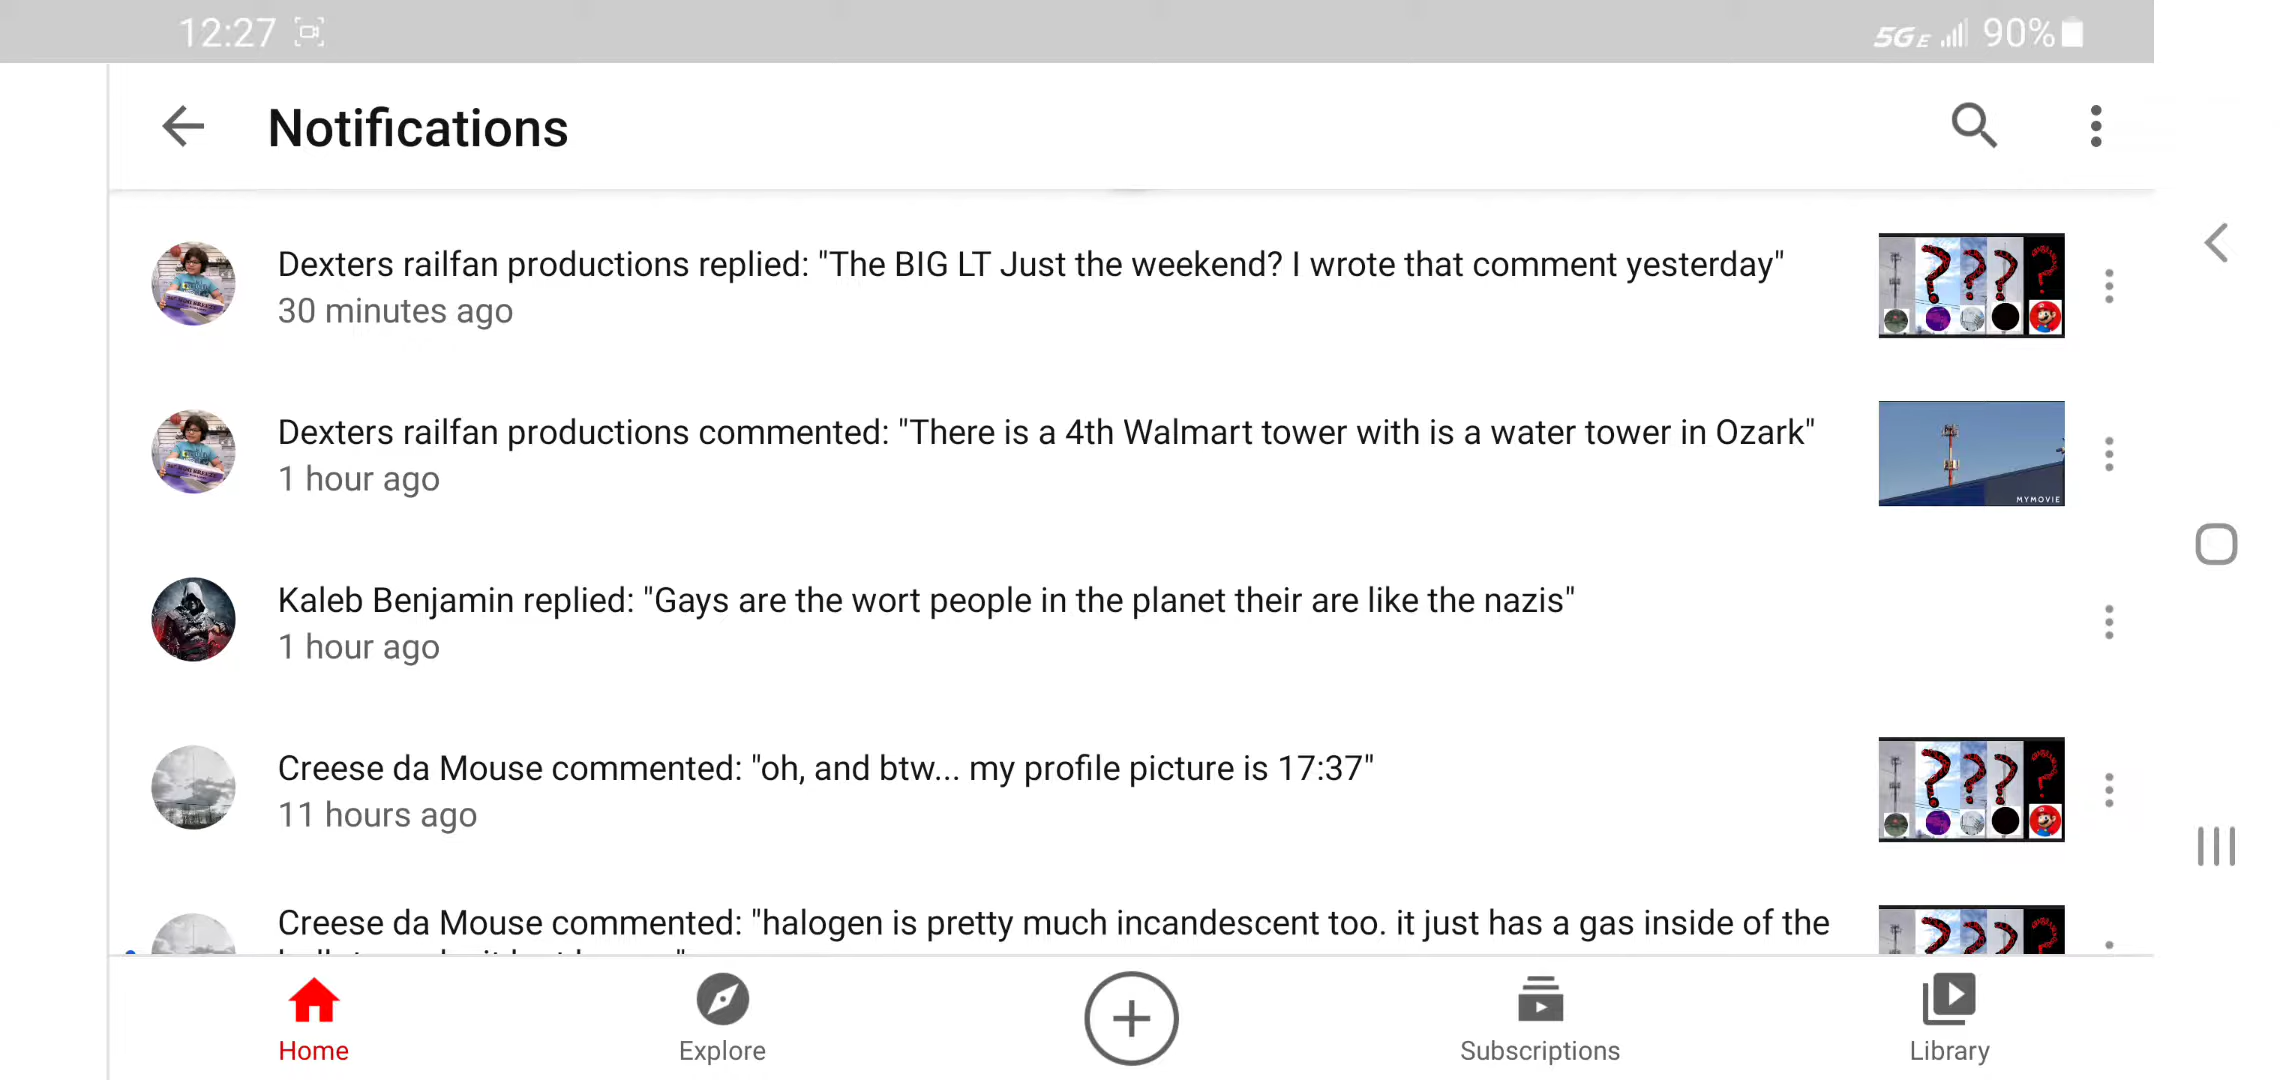 12:27
5GE 90%
Notifications
Dexters railfan productions replied: "The BIG LT Just the weekend? I wrote that comment yesterday"
30 minutes ago
Dexters railfan productions commented: "There is a 4th Walmart tower with is a water tower in Ozark"
1 hour ago
MYMOVIE
Kaleb Benjamin replied: "Gays are the wort people in the planet their are like the nazis"
1 hour ago
Creese da Mouse commented: "oh, and btw... my profile picture is 17:37"
11 hours ago
Creese da Mouse commented: "halogen is pretty much incandescent too. it just has a gas inside of the
Home
Explore
Subscriptions
Library